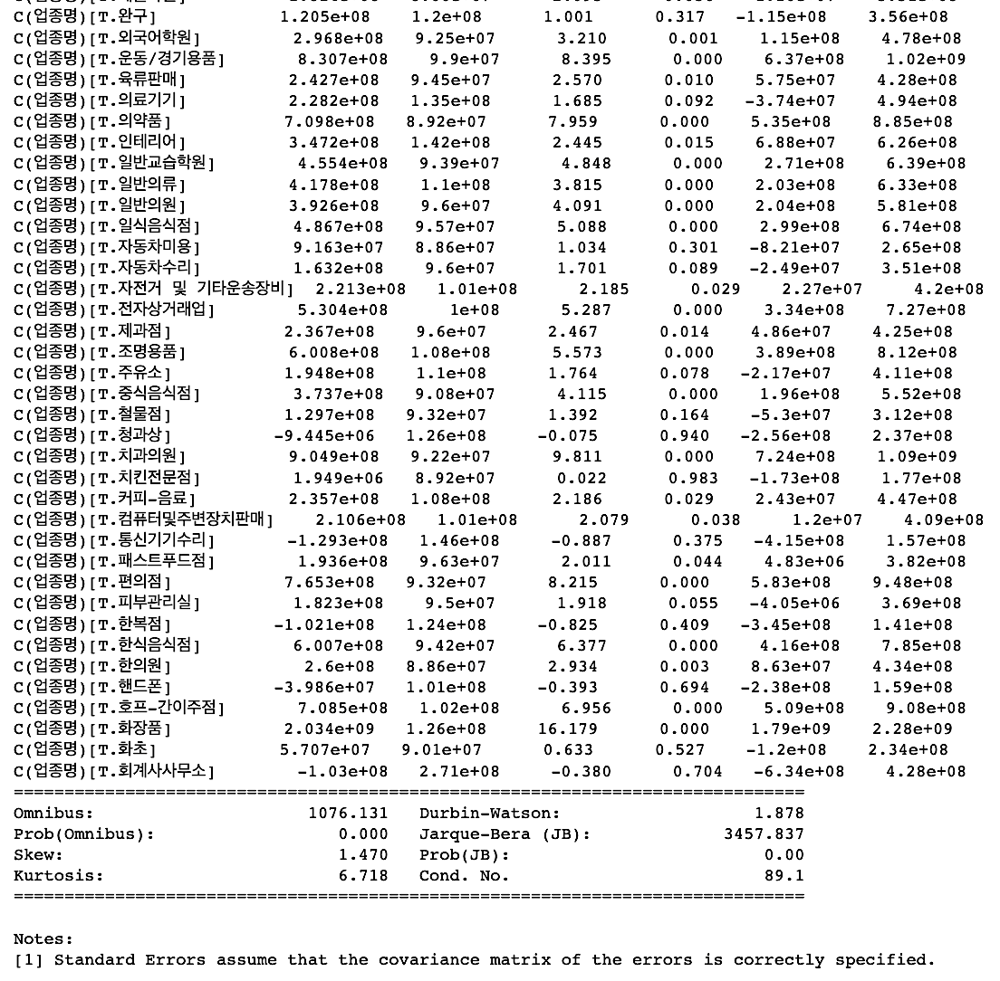 C(업종명)[T.완구] 1.205e+08 1.2e+08 1.001 0.317 -1.15e+08 3.56e+08
C(업종명)[T.외국어학원] 2.968e+08 9.25e+07 3.210 0.001 1.15e+08 4.78e+08
C(업종명)[T.운동/경기용품] 8.307e+08 9.9e+07 8.395 0.000 6.37e+08 1.02e+09
C(업종명)[T.육류판매] 2.427e+08 9.45e+07 2.570 0.010 5.75e+07 4.28e+08
C(업종명)[T.의료기기] 2.282e+08 1.35e+08 1.685 0.092 -3.74e+07 4.94e+08
C(업종명)[T.의약품] 7.098e+08 8.92e+07 7.959 0.000 5.35e+08 8.85e+08
C(업종명)[T.인테리어] 3.472e+08 1.42e+08 2.445 0.015 6.88e+07 6.26e+08
C(업종명)[T.일반교습학원] 4.554e+08 9.39e+07 4.848 0.000 2.71e+08 6.39e+08
C(업종명)[T.일반의류] 4.178e+08 1.1e+08 3.815 0.000 2.03e+08 6.33e+08
C(업종명)[T.일반의원] 3.926e+08 9.6e+07 4.091 0.000 2.04e+08 5.81e+08
C(업종명)[T.일식음식점] 4.867e+08 9.57e+07 5.088 0.000 2.99e+08 6.74e+08
C(업종명)[T.자동차미용] 9.163e+07 8.86e+07 1.034 0.301 -8.21e+07 2.65e+08
C(업종명)[T.자동차수리] 1.632e+08 9.6e+07 1.701 0.089 -2.49e+07 3.51e+08
C(업종명)[T.자전거 및 기타운송장비] 2.213e+08 1.01e+08 2.185 0.029 2.27e+07 4.2e+08
C(업종명)[T.전자상거래업] 5.304e+08 1e+08 5.287 0.000 3.34e+08 7.27e+08
C(업종명)[T.제과점] 2.367e+08 9.6e+07 2.467 0.014 4.86e+07 4.25e+08
C(업종명)[T.조명용품] 6.008e+08 1.08e+08 5.573 0.000 3.89e+08 8.12e+08
C(업종명)[T.주유소] 1.948e+08 1.1e+08 1.764 0.078 -2.17e+07 4.11e+08
C(업종명)[T.중식음식점] 3.737e+08 9.08e+07 4.115 0.000 1.96e+08 5.52e+08
C(업종명)[T.철물점] 1.297e+08 9.32e+07 1.392 0.164 -5.3e+07 3.12e+08
C(업종명)[T.청과상] -9.445e+06 1.26e+08 -0.075 0.940 -2.56e+08 2.37e+08
C(업종명)[T.치과의원] 9.049e+08 9.22e+07 9.811 0.000 7.24e+08 1.09e+09
C(업종명)[T.치킨전문점] 1.949e+06 8.92e+07 0.022 0.983 -1.73e+08 1.77e+08
C(업종명)[T.커피-음료] 2.357e+08 1.08e+08 2.186 0.029 2.43e+07 4.47e+08
C(업종명)[T.컴퓨터및주변장치판매] 2.106e+08 1.01e+08 2.079 0.038 1.2e+07 4.09e+08
C(업종명)[T.통신기기수리] -1.293e+08 1.46e+08 -0.887 0.375 -4.15e+08 1.57e+08
C(업종명)[T.패스트푸드점] 1.936e+08 9.63e+07 2.011 0.044 4.83e+06 3.82e+08
C(업종명)[T.편의점] 7.653e+08 9.32e+07 8.215 0.000 5.83e+08 9.48e+08
C(업종명)[T.피부관리실] 1.823e+08 9.5e+07 1.918 0.055 -4.05e+06 3.69e+08
C(업종명)[T.한복점] -1.021e+08 1.24e+08 -0.825 0.409 -3.45e+08 1.41e+08
C(업종명)[T.한식음식점] 6.007e+08 9.42e+07 6.377 0.000 4.16e+08 7.85e+08
C(업종명)[T.한의원] 2.6e+08 8.86e+07 2.934 0.003 8.63e+07 4.34e+08
C(업종명)[T.핸드폰] -3.986e+07 1.01e+08 -0.393 0.694 -2.38e+08 1.59e+08
C(업종명)[T.호프-간이주점] 7.085e+08 1.02e+08 6.956 0.000 5.09e+08 9.08e+08
C(업종명)[T.화장품] 2.034e+09 1.26e+08 16.179 0.000 1.79e+09 2.28e+09
C(업종명)[T.화초] 5.707e+07 9.01e+07 0.633 0.527 -1.2e+08 2.34e+08
C(업종명)[T.회계사사무소] -1.03e+08 2.71e+08 -0.380 0.704 -6.34e+08 4.28e+08
==============================================================================
Omnibus: 1076.131 Durbin-Watson: 1.878
Prob(Omnibus): 0.000 Jarque-Bera (JB): 3457.837
Skew: 1.470 Prob(JB): 0.00
Kurtosis: 6.718 Cond. No. 89.1
==============================================================================
Notes:
[1] Standard Errors assume that the covariance matrix of the errors is correctly specified.